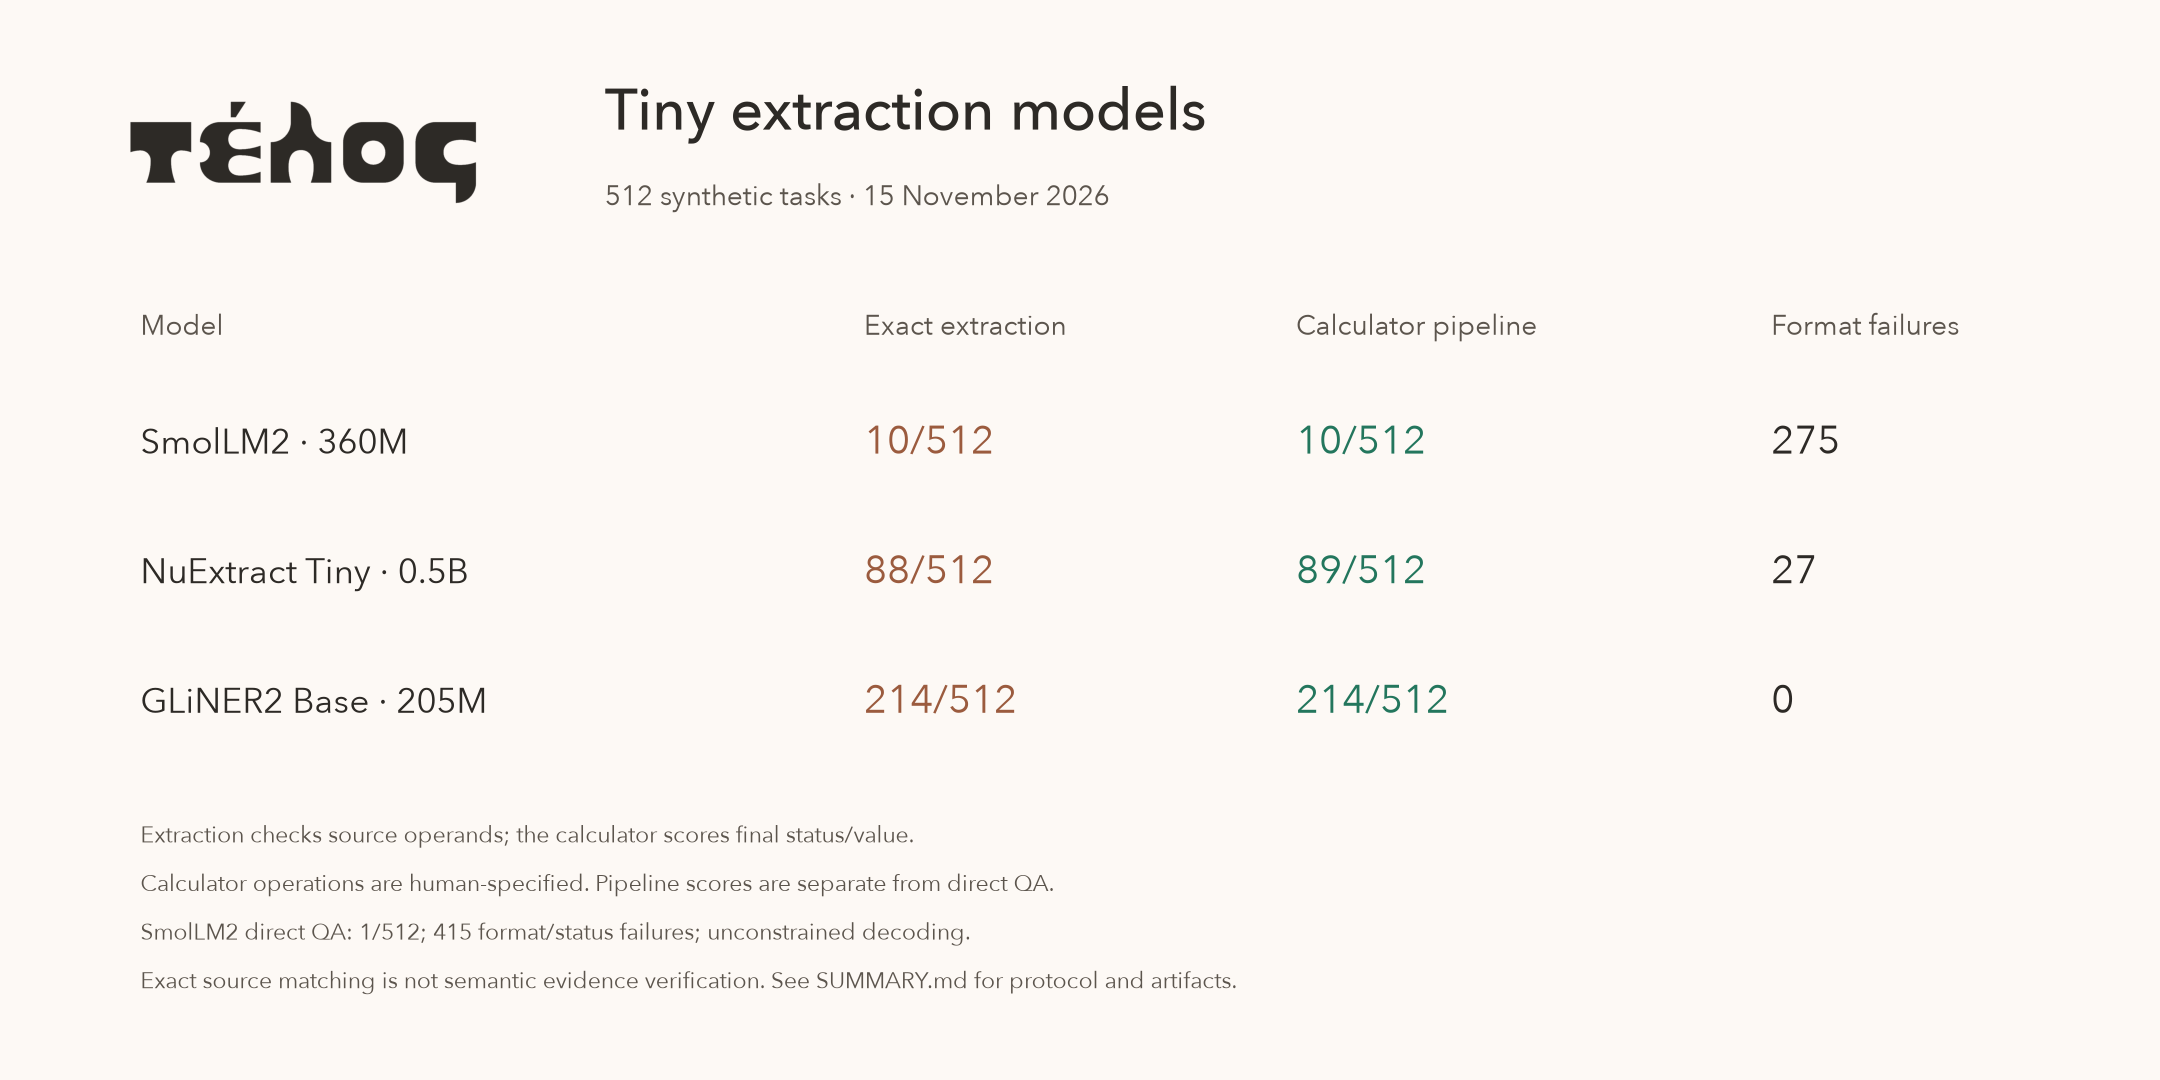 τέλος
Tiny extraction models
512 synthetic tasks · 15 November 2026
Model Exact extraction Calculator pipeline Format failures
SmolLM2 · 360M 10/512 10/512 275
NuExtract Tiny · 0.5B 88/512 89/512 27
GLiNER2 Base · 205M 214/512 214/512 0
Extraction checks source operands; the calculator scores final status/value.
Calculator operations are human-specified. Pipeline scores are separate from direct QA.
SmolLM2 direct QA: 1/512; 415 format/status failures; unconstrained decoding.
Exact source matching is not semantic evidence verification. See SUMMARY.md for protocol and artifacts.